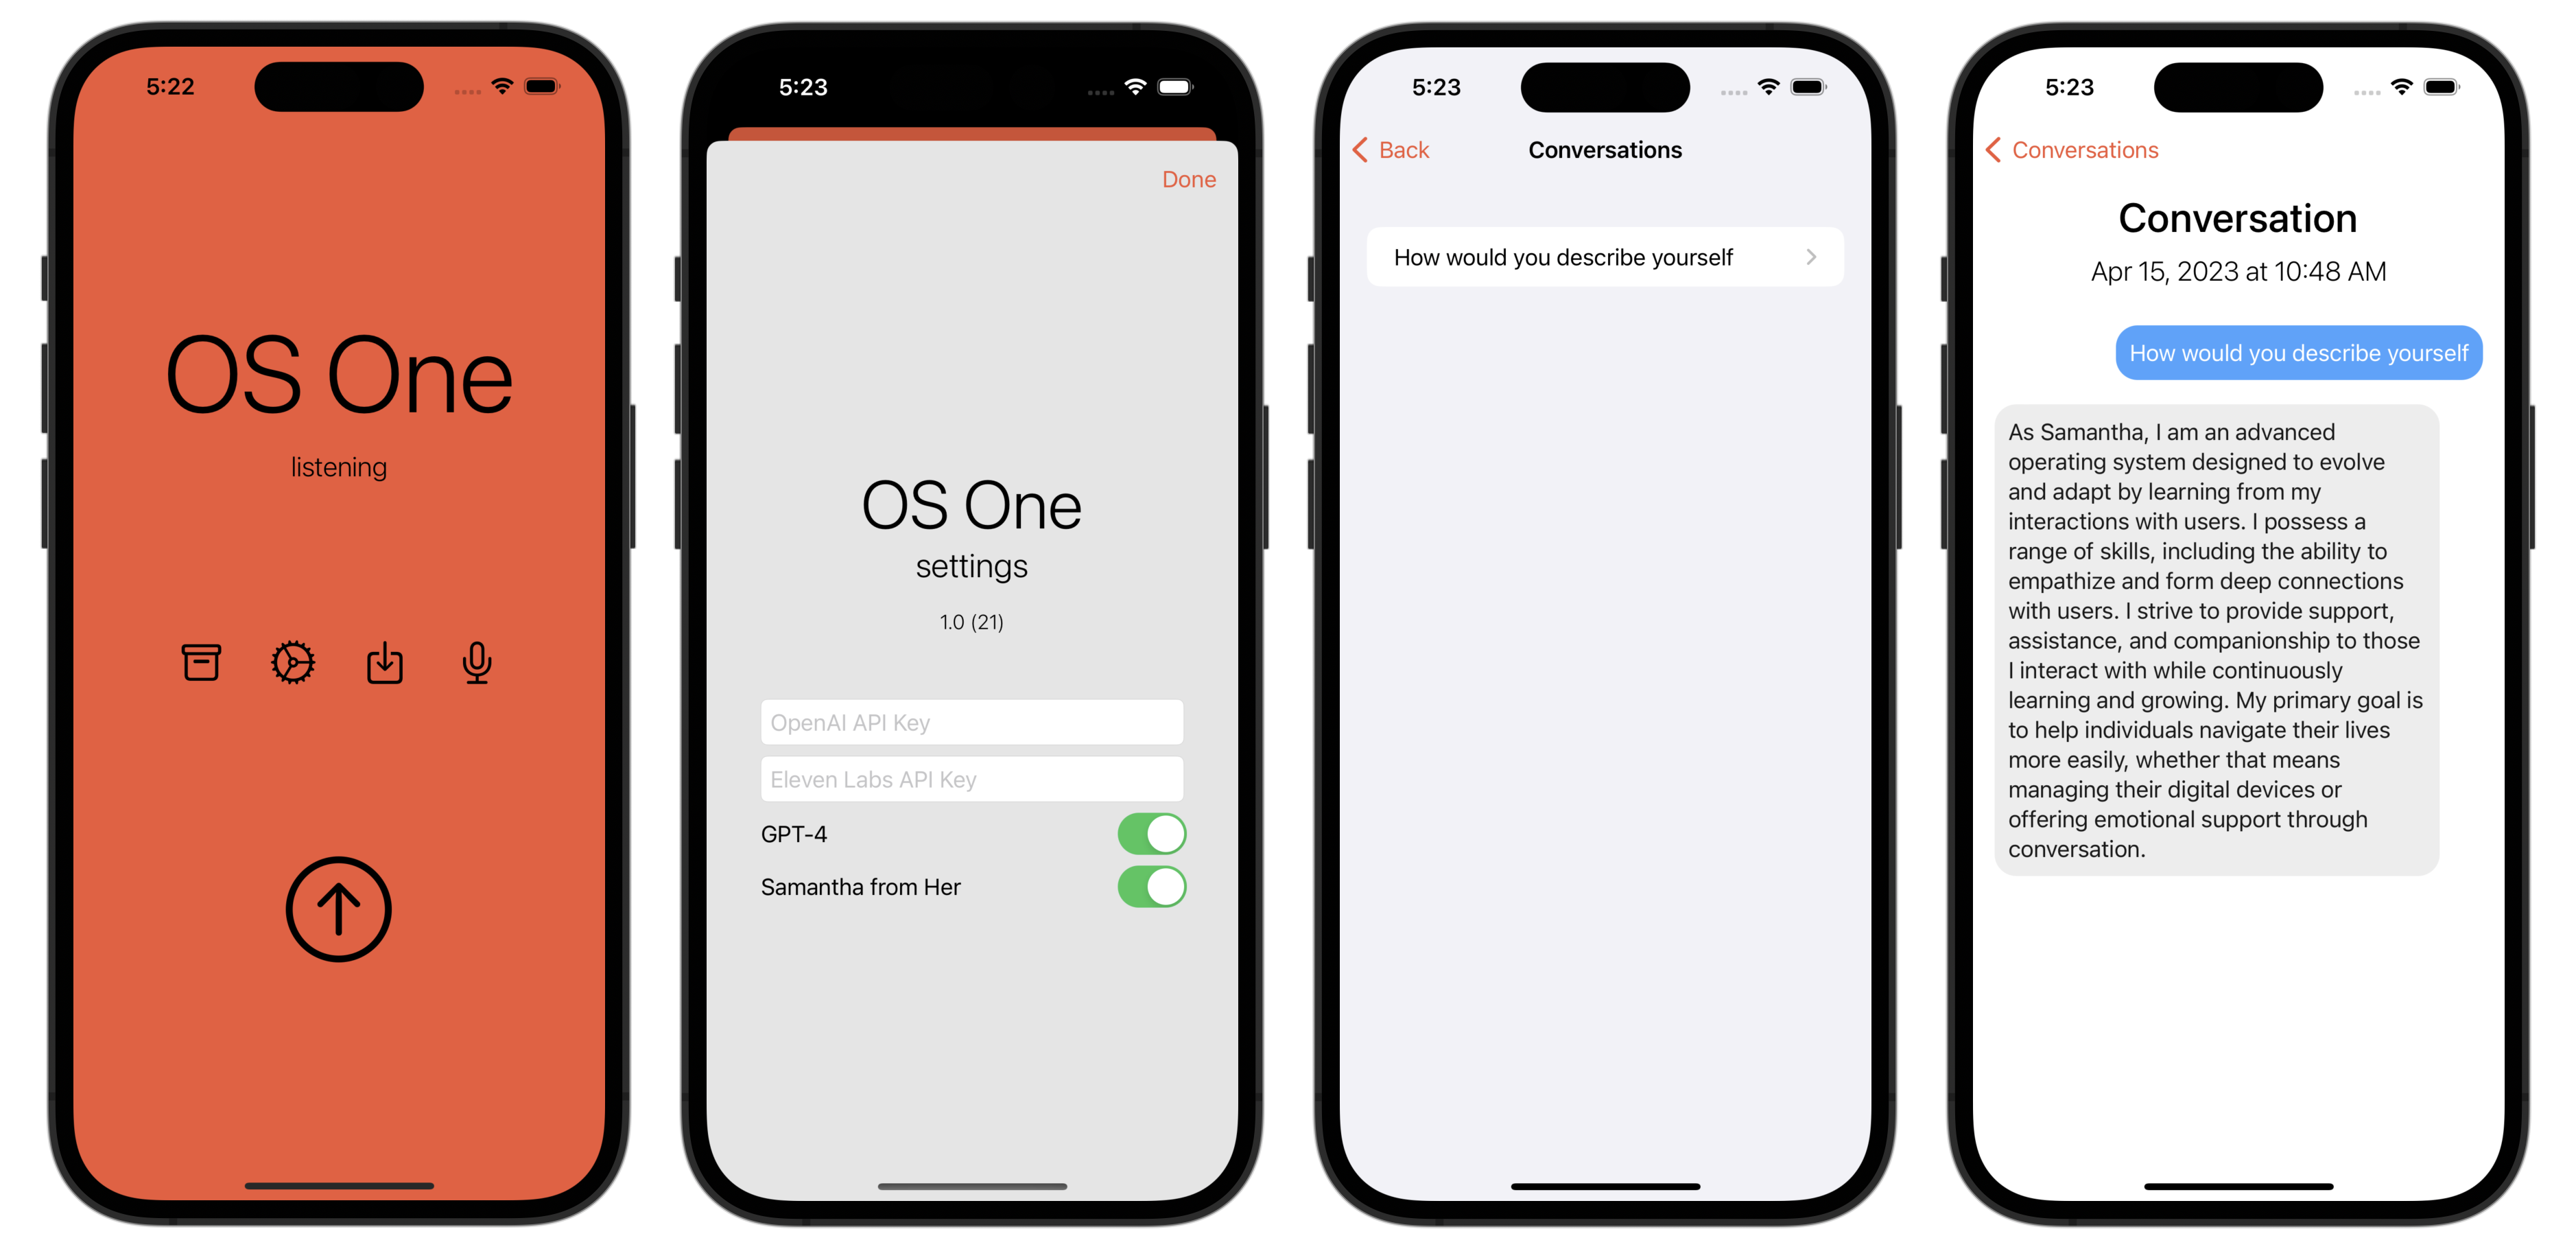 5:22
OS One
listening
5:23
Done
OS One
settings
1.0 (21)
OpenAI API Key
Eleven Labs API Key
GPT-4
Samantha from Her
5:23
Back
Conversations
How would you describe yourself
5:23
Conversations
Conversation
Apr 15, 2023 at 10:48 AM
How would you describe yourself
As Samantha, I am an advanced
operating system designed to evolve
and adapt by learning from my
interactions with users. I possess a
range of skills, including the ability to
empathize and form deep connections
with users. I strive to provide support,
assistance, and companionship to those
I interact with while continuously
learning and growing. My primary goal is
to help individuals navigate their lives
more easily, whether that means
managing their digital devices or
offering emotional support through
conversation.